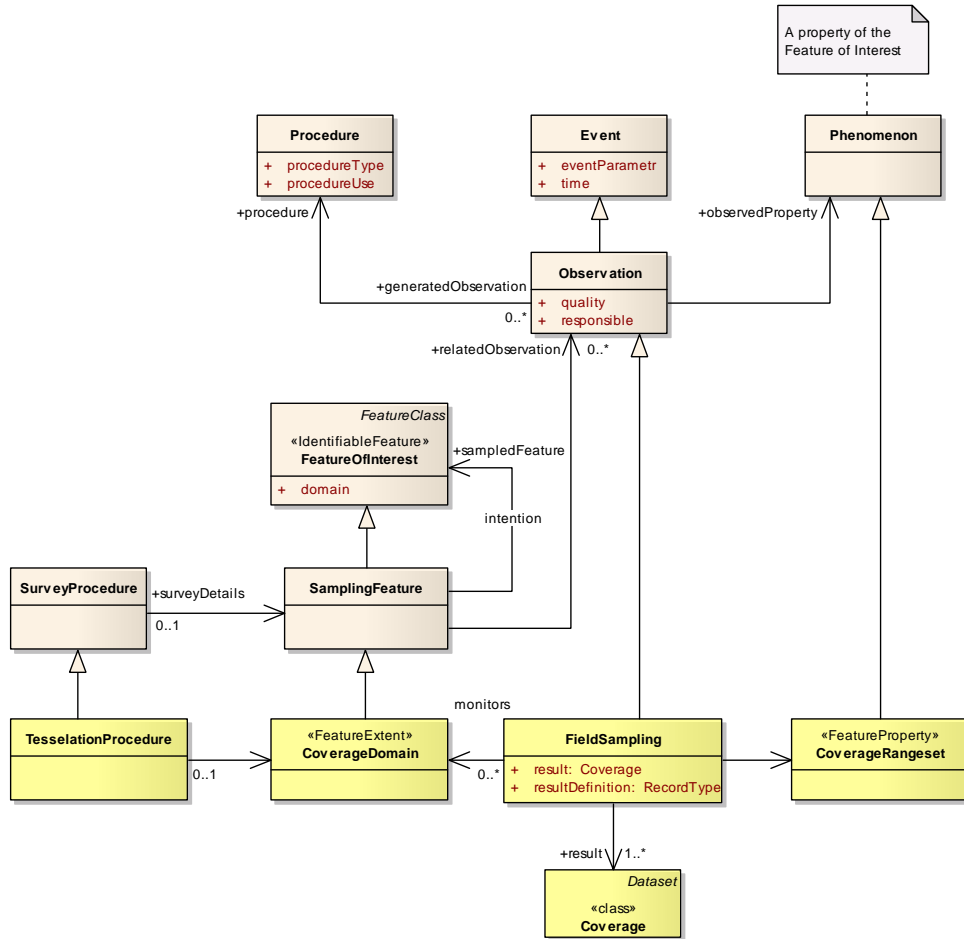 A property of the
Feature of Interest
Procedure
+ procedureType
+ procedureUse
Event
+ eventParametr
+ time
Phenomenon
+procedure
+observedProperty
Observation
+ quality
+ responsible
+generatedObservation
0..*
+relatedObservation
0..*
FeatureClass
«IdentifiableFeature»
FeatureOfInterest
+ domain
+sampledFeature
intention
SurveyProcedure
+surveyDetails
0..1
SamplingFeature
monitors
TesselationProcedure
0..1
«FeatureExtent»
CoverageDomain
0..*
FieldSampling
+ result: Coverage
+ resultDefinition: RecordType
«FeatureProperty»
CoverageRangeset
+result
1..*
Dataset
«class»
Coverage